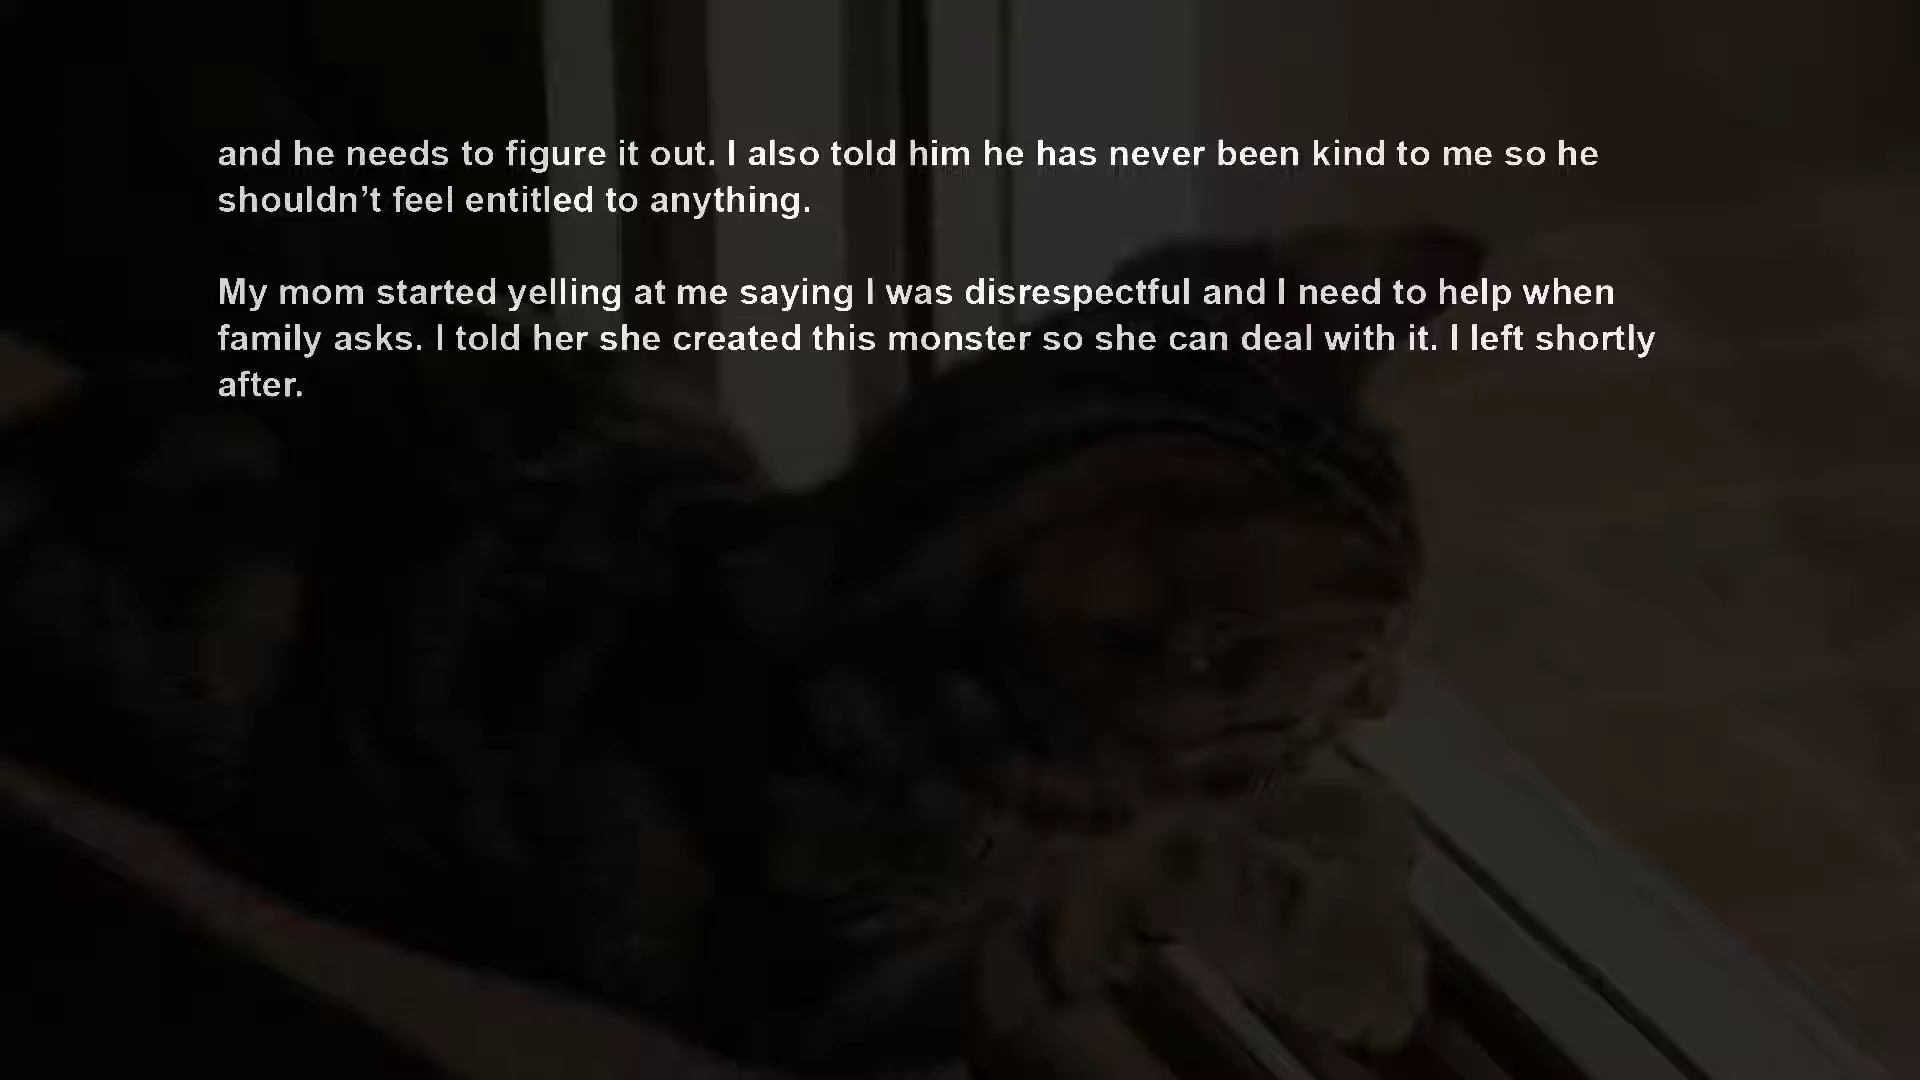 and he needs to figure it out. I also told him he has never been kind to me so he
shouldn’t feel entitled to anything.
My mom started yelling at me saying I was disrespectful and I need to help when
family asks. I told her she created this monster so she can deal with it. I left shortly
after.